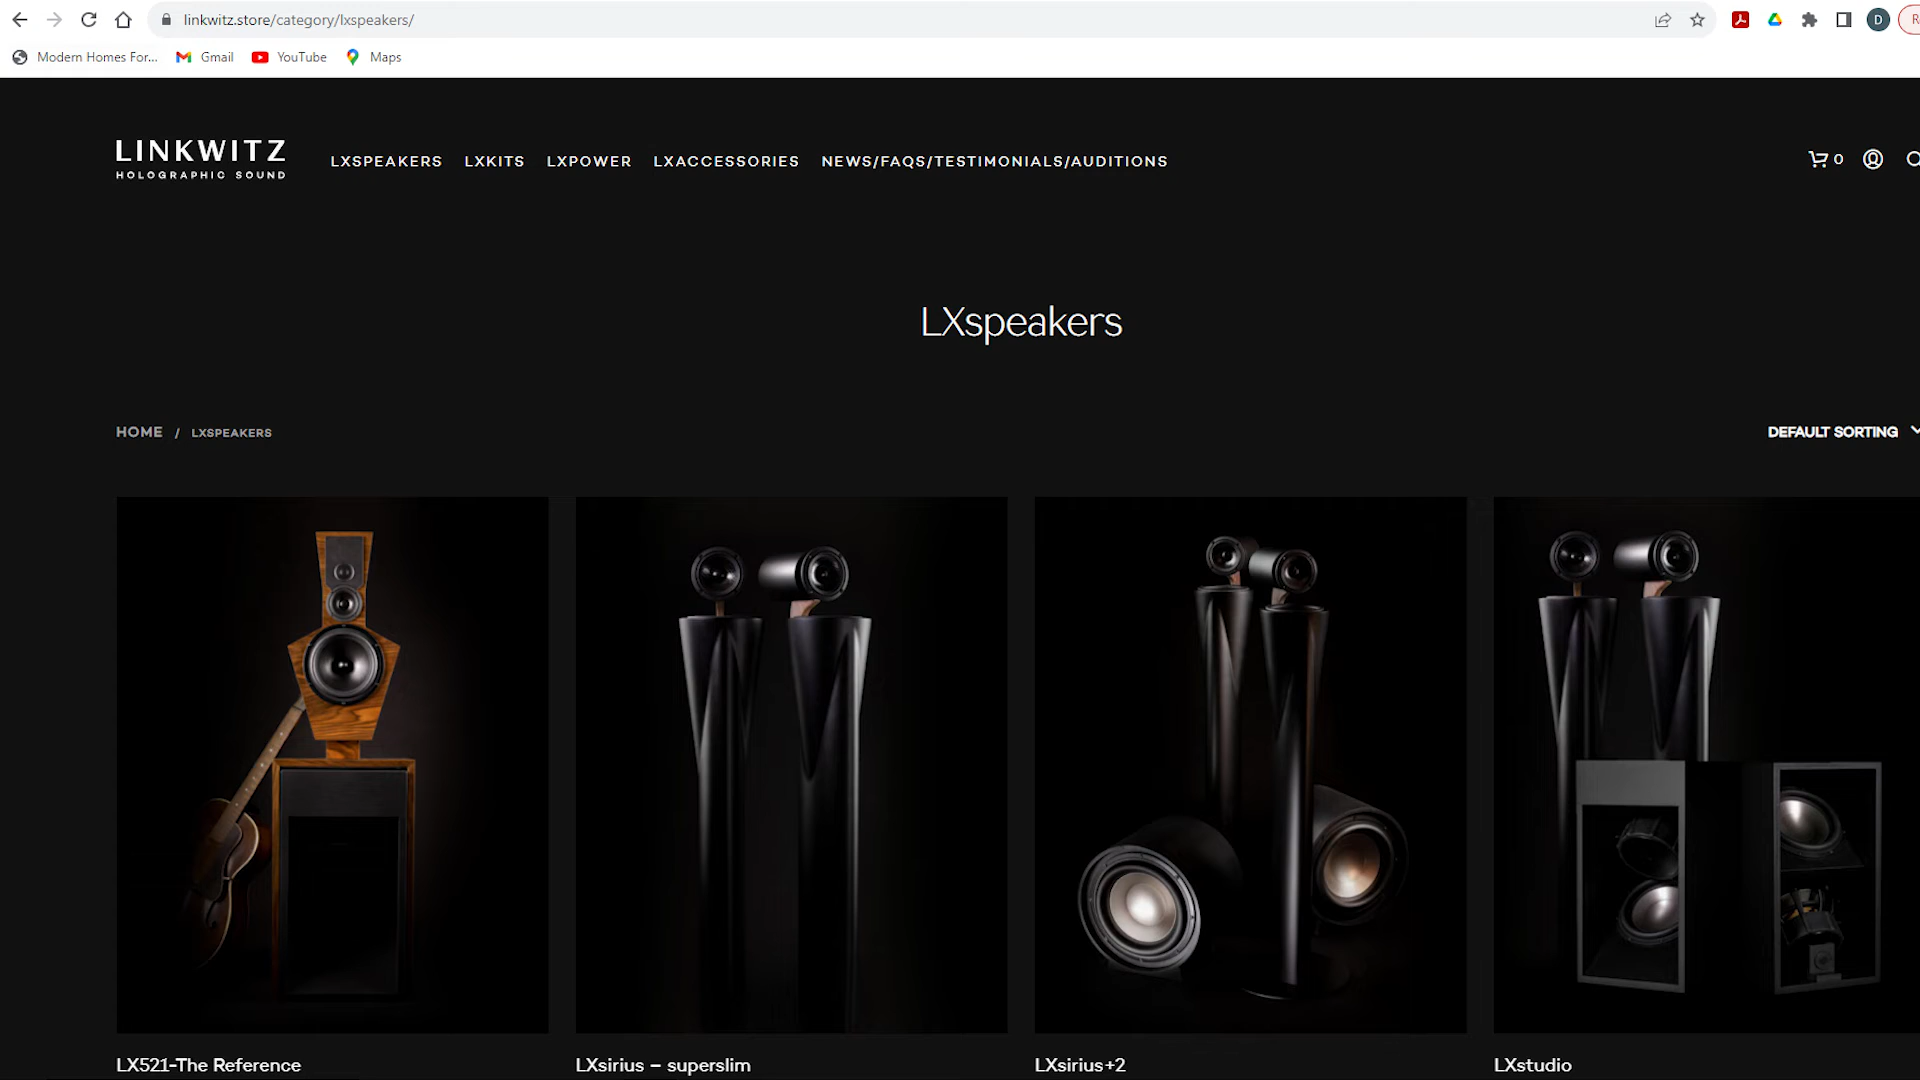 linkwitz.store/category/lxspeakers/
D
Modern Homes For...
Gmail
YouTube
Maps
LINKWITZ
HOLOGRAPHIC SOUND
LXSPEAKERS
LXKITS
LXPOWER
LXACCESSORIES
NEWS/FAQS/TESTIMONIALS/AUDITIONS
0
LXspeakers
HOME / LXSPEAKERS
DEFAULT SORTING
LX521-The Reference
LXsirius – superslim
LXsirius+2
LXstudio